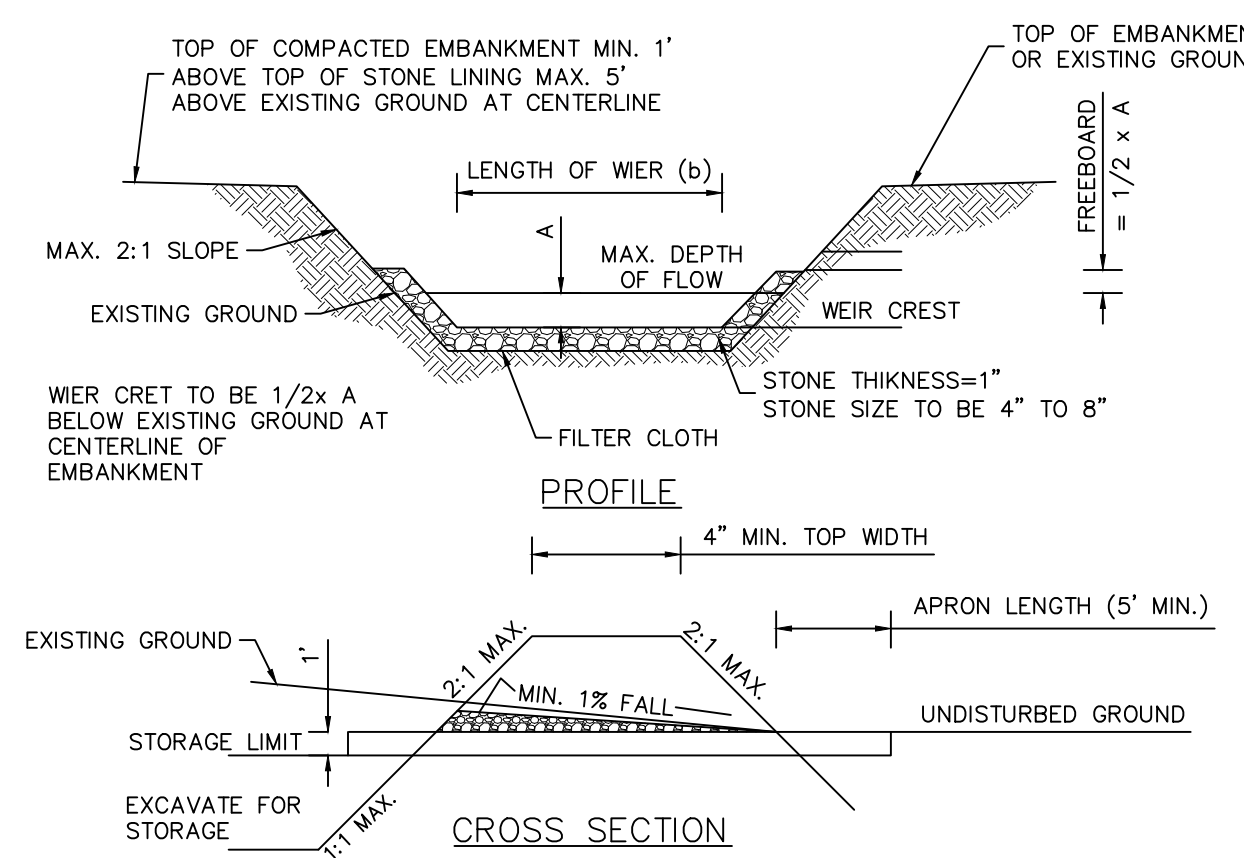 TOP OF COMPACTED EMBANKMENT MIN. 1'
ABOVE TOP OF STONE LINING MAX. 5'
ABOVE EXISTING GROUND AT CENTERLINE
TOP OF EMBANKMEN
OR EXISTING GROUN
LENGTH OF WIER (b)
FREEBOARD
= 1/2 x A
A
MAX. 2:1 SLOPE
MAX. DEPTH
OF FLOW
EXISTING GROUND
WEIR CREST
WIER CRET TO BE 1/2x A
BELOW EXISTING GROUND AT
CENTERLINE OF
EMBANKMENT
STONE THIKNESS=1"
STONE SIZE TO BE 4" TO 8"
FILTER CLOTH
PROFILE
4" MIN. TOP WIDTH
APRON LENGTH (5' MIN.)
EXISTING GROUND
1'
2:1 MAX.
2:1 MAX.
MIN. 1% FALL
UNDISTURBED GROUND
STORAGE LIMIT
EXCAVATE FOR
STORAGE
1:1 MAX.
CROSS SECTION